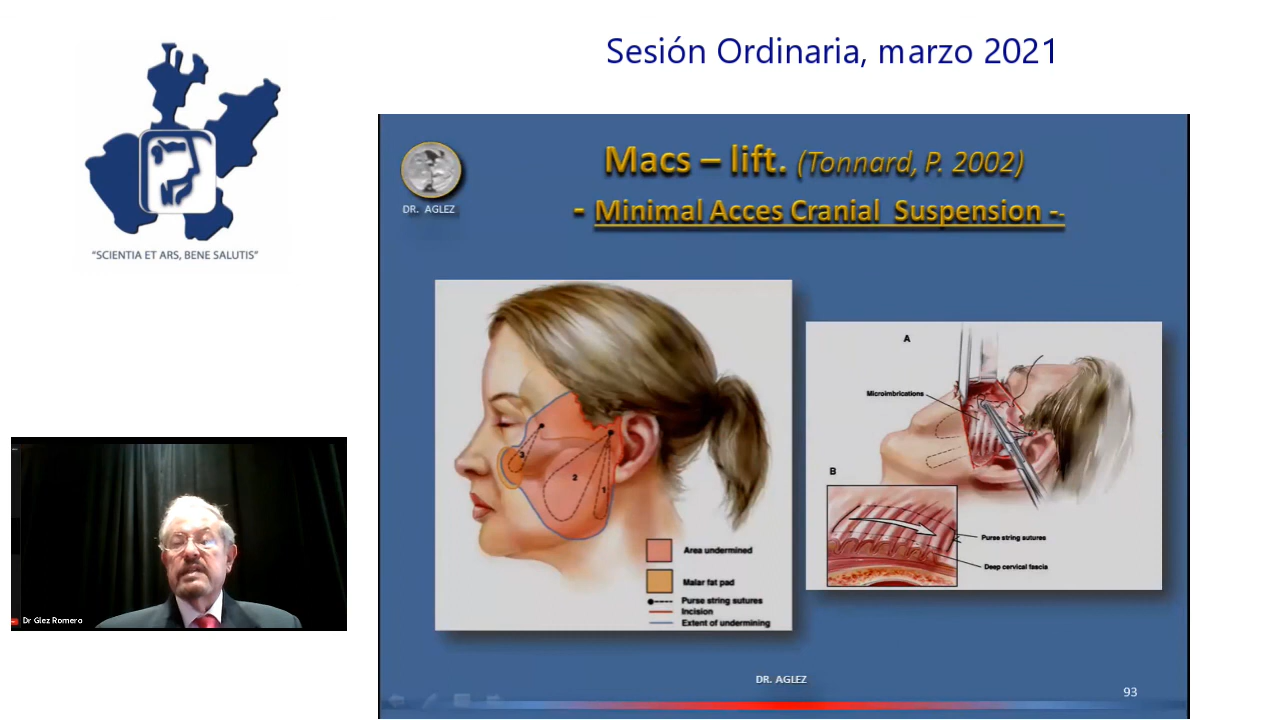 Sesión Ordinaria, marzo 2021
"SCIENTIA ET ARS, BENE SALUTIS"
DR. AGLEZ
Macs – lift. (Tonnard, P. 2002)
- Minimal Acces Cranial Suspension --
3
2
1
Area undermined
Malar fat pad
Purse string sutures
Incision
Extent of undermining
A
Microimbrications
B
Purse string sutures
Deep cervical fascia
Dr Glez Romero
DR. AGLEZ
93